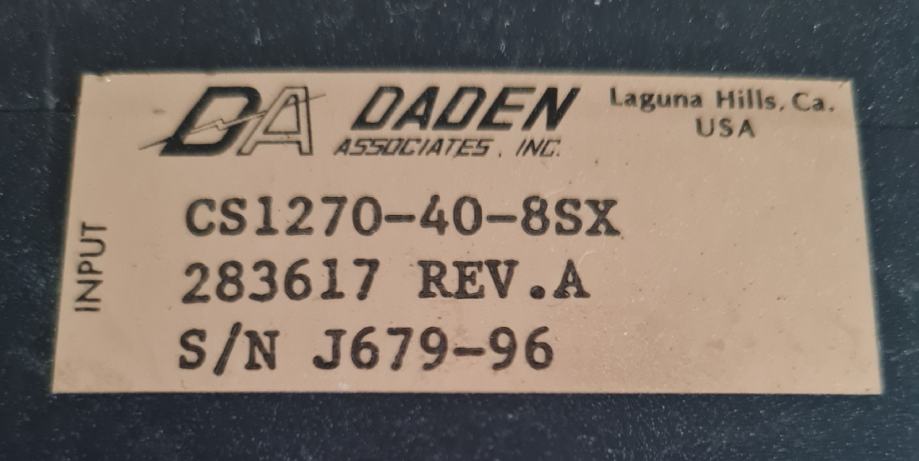 DA DADEN Laguna Hills, Ca.
ASSOCIATES, INC. USA
INPUT
CS1270-40-8SX
283617 REV.A
S/N J679-96